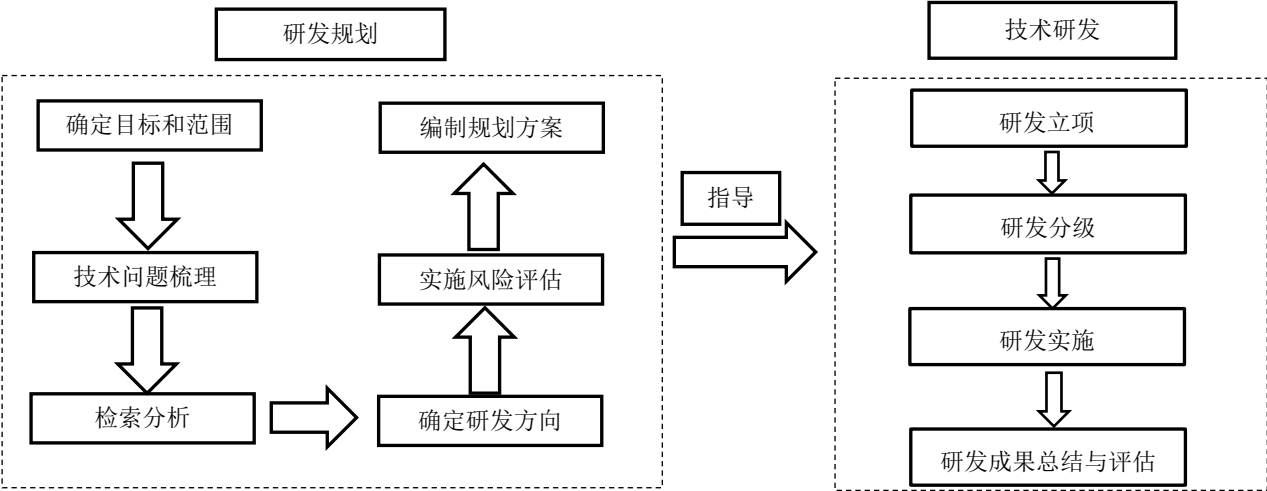 研发规划
确定目标和范围
技术问题梳理
检索分析
确定研发方向
实施风险评估
编制规划方案
指导
技术研发
研发立项
研发分级
研发实施
研发成果总结与评估